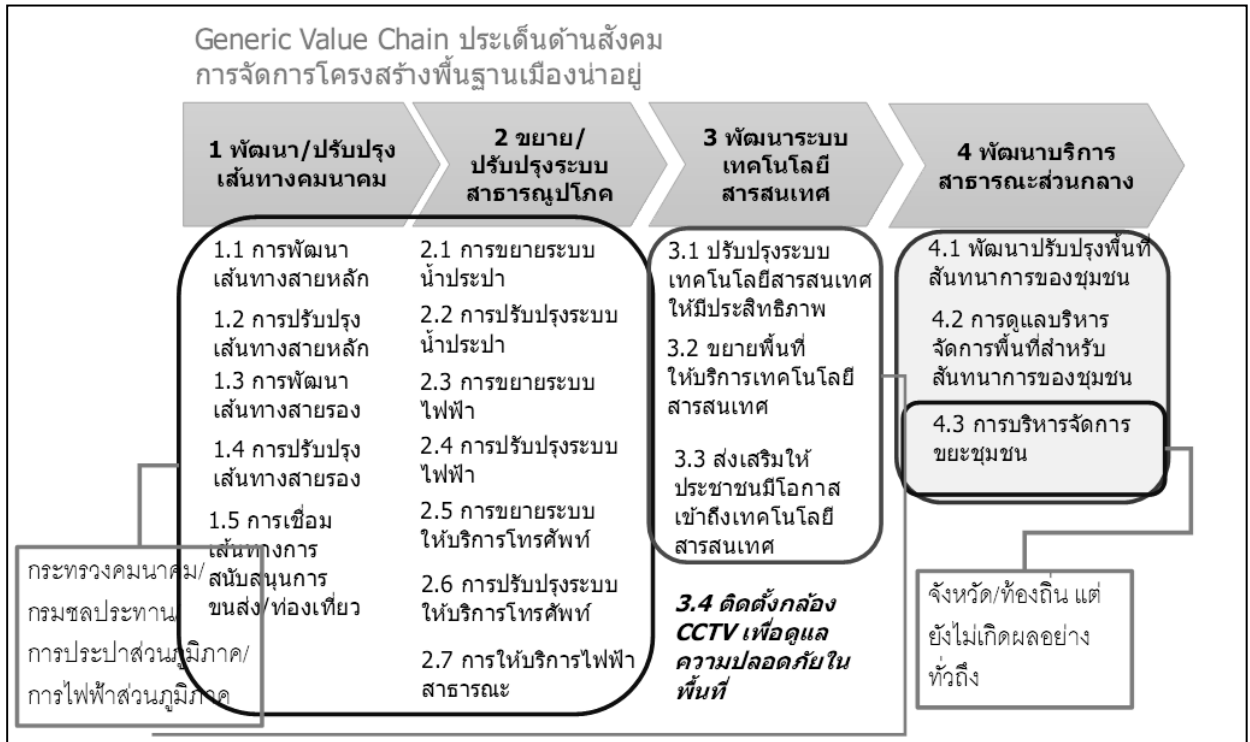 Generic Value Chain ประเด็นด้านสังคม
การจัดการโครงสร้างพื้นฐานเมืองน่าอยู่
1 พัฒนา/ปรับปรุง
เส้นทางคมนาคม
2 ขยาย/
ปรับปรุงระบบ
สาธารณูปโภค
3 พัฒนาระบบ
เทคโนโลยี
สารสนเทศ
4 พัฒนาบริการ
สาธารณะส่วนกลาง
1.1 การพัฒนา
เส้นทางสายหลัก
1.2 การปรับปรุง
เส้นทางสายหลัก
1.3 การพัฒนา
เส้นทางสายรอง
1.4 การปรับปรุง
เส้นทางสายรอง
1.5 การเชื่อม
เส้นทางการ
สนับสนุนการ
ขนส่ง/ท่องเที่ยว
2.1 การขยายระบบ
น้ำประปา
2.2 การปรับปรุงระบบ
น้ำประปา
2.3 การขยายระบบ
ไฟฟ้า
2.4 การปรับปรุงระบบ
ไฟฟ้า
2.5 การขยายระบบ
ให้บริการโทรศัพท์
2.6 การปรับปรุงระบบ
ให้บริการโทรศัพท์
2.7 การให้บริการไฟฟ้า
สาธารณะ
3.1 ปรับปรุงระบบ
เทคโนโลยีสารสนเทศ
ให้มีประสิทธิภาพ
3.2 ขยายพื้นที่
ให้บริการเทคโนโลยี
สารสนเทศ
3.3 ส่งเสริมให้
ประชาชนมีโอกาส
เข้าถึงเทคโนโลยี
สารสนเทศ
3.4 ติดตั้งกล้อง
CCTV เพื่อดูแล
ความปลอดภัยใน
พื้นที่
4.1 พัฒนาปรับปรุงพื้นที่
สันทนาการของชุมชน
4.2 การดูแลบริหาร
จัดการพื้นที่สำหรับ
สันทนาการของชุมชน
4.3 การบริหารจัดการ
ขยะชุมชน
กระทรวงคมนาคม/
กรมชลประทาน/
การประปาส่วนภูมิภาค/
การไฟฟ้าส่วนภูมิภาค
จังหวัด/ท้องถิ่น แต่
ยังไม่เกิดผลอย่าง
ทั่วถึง